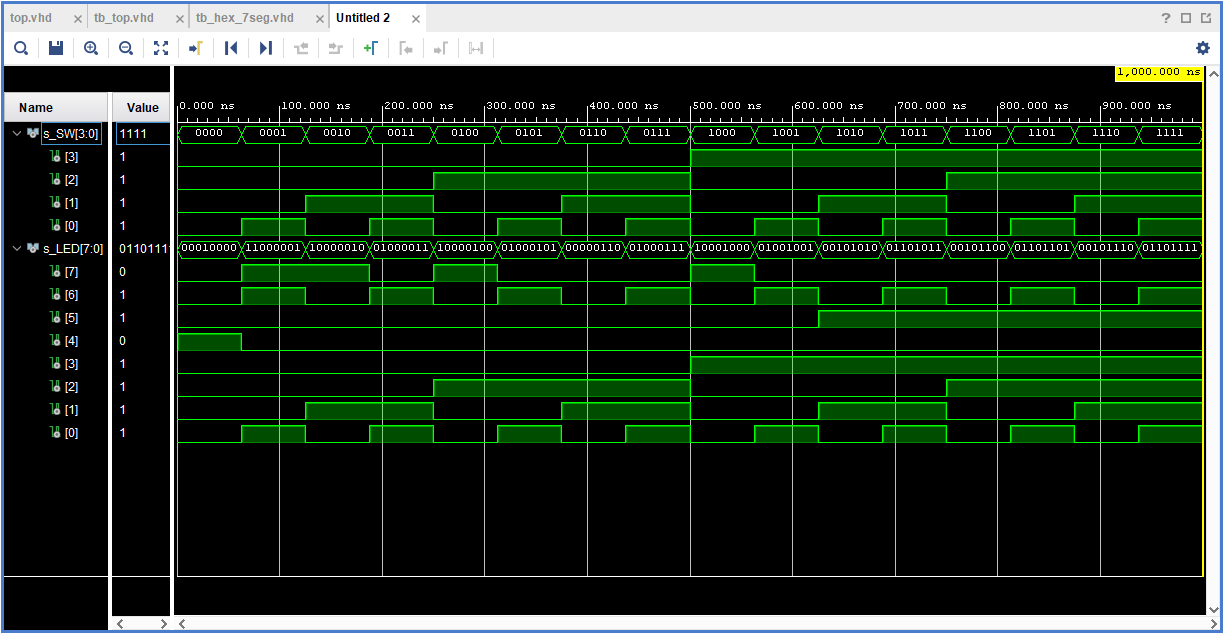 top.vhd × tb_top.vhd × tb_hex_7seg.vhd × Untitled 2 ×
?
1,000.000 ns
Name Value 0.000 ns 100.000 ns 200.000 ns 300.000 ns 400.000 ns 500.000 ns 600.000 ns 700.000 ns 800.000 ns 900.000 ns
s_SW[3:0] 1111 0000 0001 0010 0011 0100 0101 0110 0111 1000 1001 1010 1011 1100 1101 1110 1111
[3] 1
[2] 1
[1] 1
[0] 1
s_LED[7:0] 01101111 00010000 11000001 10000010 01000011 10000100 01000101 00000110 01000111 10001000 01001001 00101010 01101011 00101100 01101101 00101110 01101111
[7] 0
[6] 1
[5] 1
[4] 0
[3] 1
[2] 1
[1] 1
[0] 1